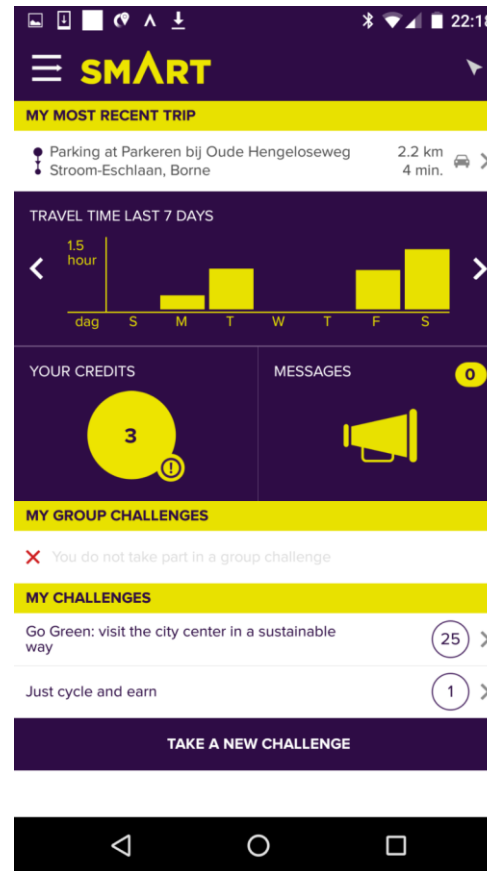 22:18
SMART
MY MOST RECENT TRIP
Parking at Parkeren bij Oude Hengeloseweg 2.2 km
Stroom-Eschlaan, Borne 4 min.
TRAVEL TIME LAST 7 DAYS
1.5
hour
dag S M T W T F S
YOUR CREDITS MESSAGES 0
3
MY GROUP CHALLENGES
You do not take part in a group challenge
MY CHALLENGES
Go Green: visit the city center in a sustainable
way 25
Just cycle and earn 1
TAKE A NEW CHALLENGE